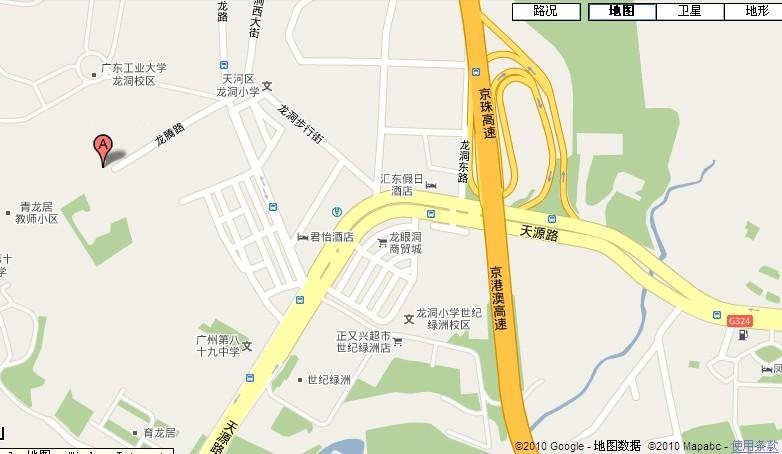 路况
地图
卫星
地形
龙路
洞西大街
广东工业大学
龙洞校区
天河区
龙洞小学
龙腾路
龙洞步行街
京珠高速
龙洞东路
A
汇东假日
酒店
青龙居
教师小区
君怡酒店
龙眼洞
商贸城
天源路
第十
学
京港澳高速
龙洞小学世纪
绿洲校区
G324
广州第八
十九中学
正又兴超市
世纪绿洲店
凤
世纪绿洲
天源路
育龙居
©2010 Google - 地图数据 ©2010 Mapabc - 使用条款